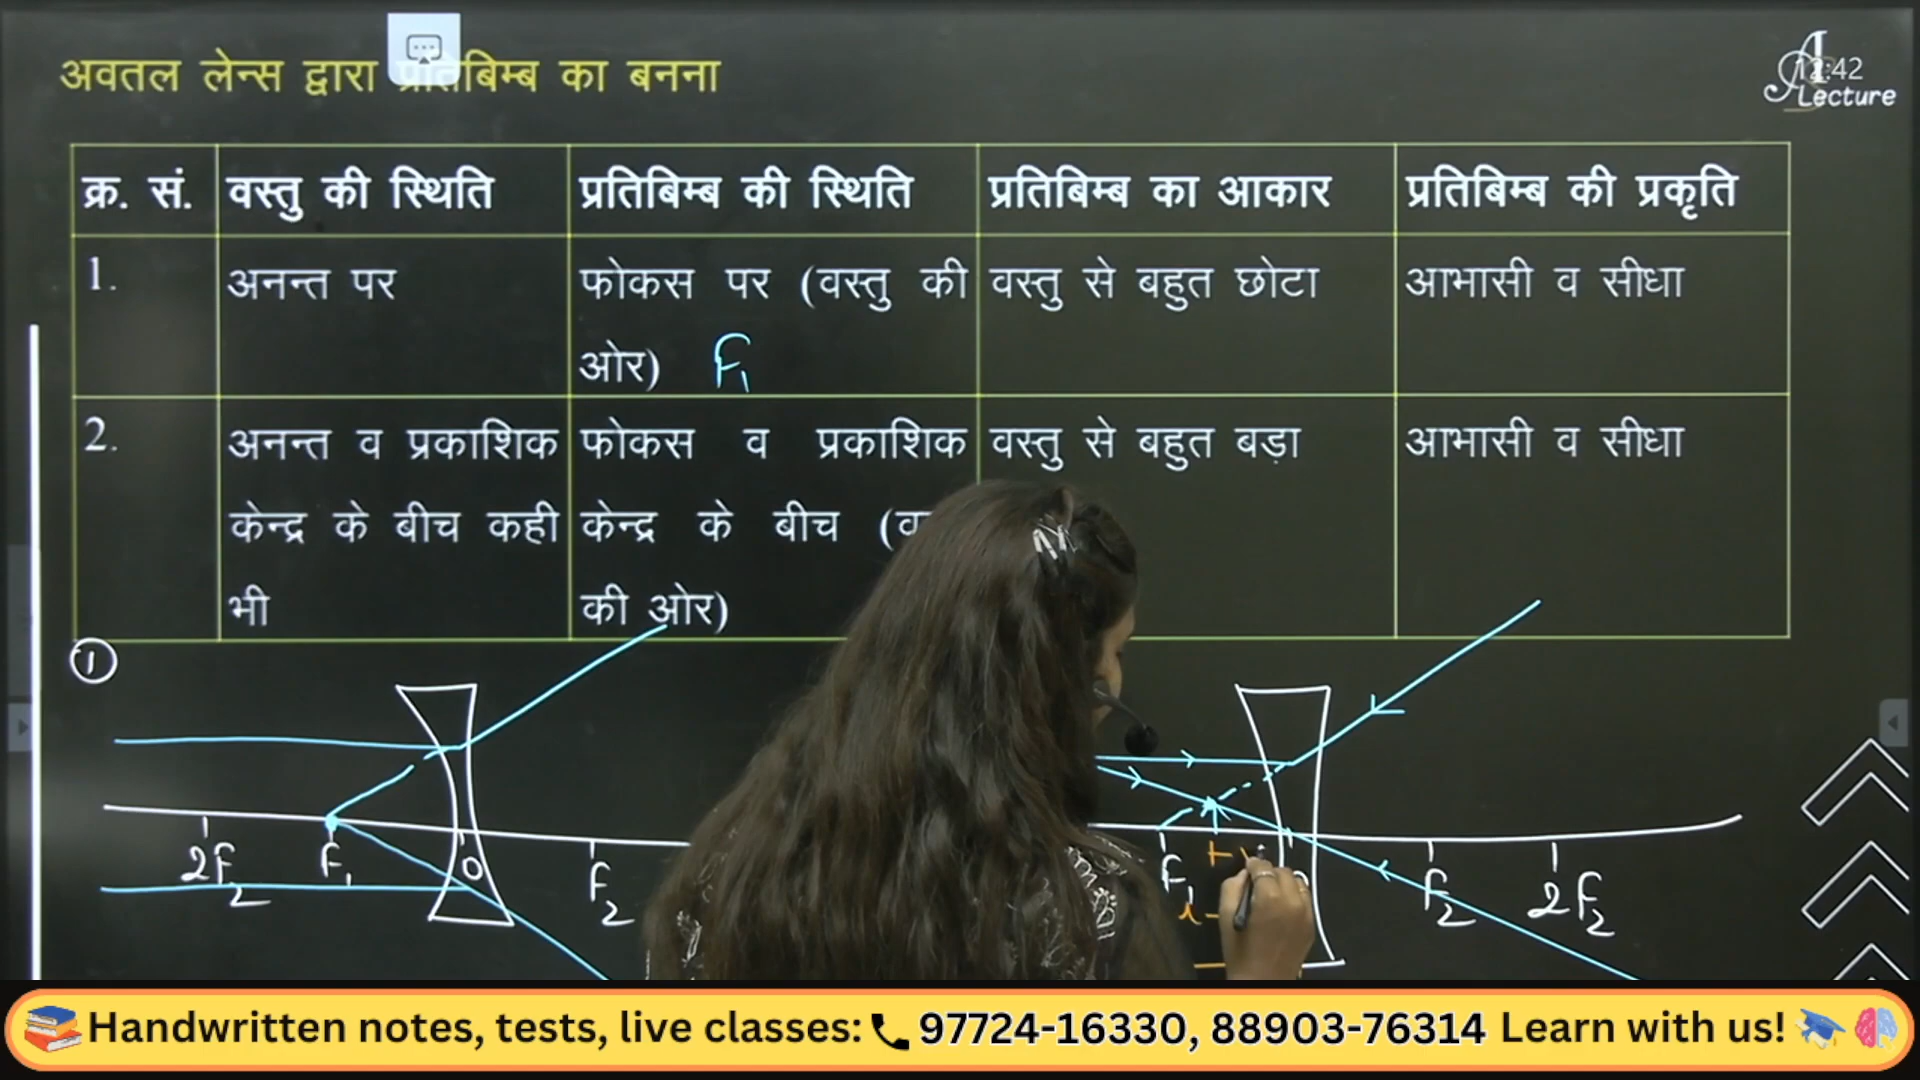 अवतल लेन्स द्वारा प्रतिबिम्ब का बनना
12:42
Lecture
क्र. सं.
वस्तु की स्थिति
प्रतिबिम्ब की स्थिति
प्रतिबिम्ब का आकार
प्रतिबिम्ब की प्रकृति
1.
अनन्त पर
फोकस पर (वस्तु की
ओर) F₁
वस्तु से बहुत छोटा
आभासी व सीधा
2.
अनन्त व प्रकाशिक
केन्द्र के बीच कही
भी
फोकस व प्रकाशिक
केन्द्र के बीच
की ओर)
वस्तु से बहुत बड़ा
आभासी व सीधा
1
2F₂ F₁ O F₂
F₁ F₂ 2F₂
Handwritten notes, tests, live classes: 97724-16330, 88903-76314 Learn with us!